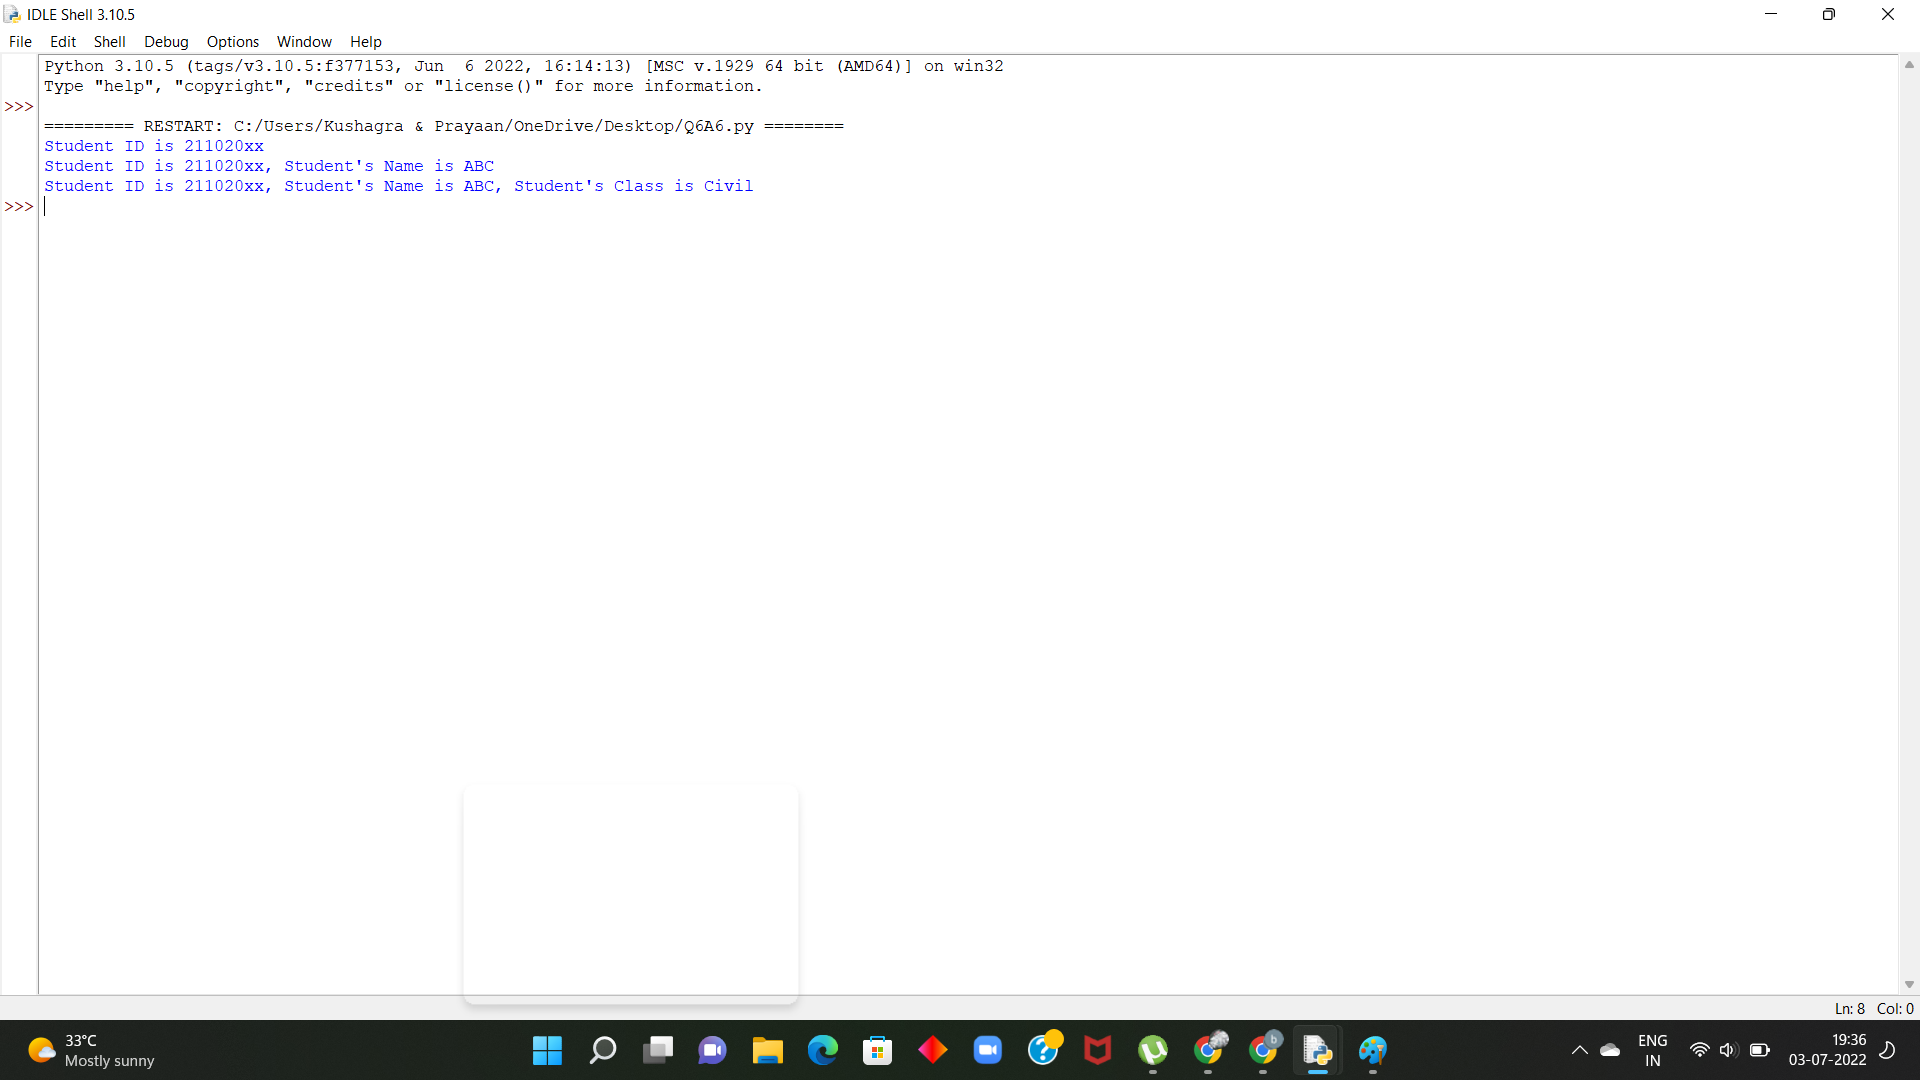 IDLE Shell 3.10.5
File Edit Shell Debug Options Window Help
Python 3.10.5 (tags/v3.10.5:f377153, Jun  6 2022, 16:14:13) [MSC v.1929 64 bit (AMD64)] on win32
Type "help", "copyright", "credits" or "license()" for more information.
>>>
========= RESTART: C:/Users/Kushagra & Prayaan/OneDrive/Desktop/Q6A6.py ========
Student ID is 211020xx
Student ID is 211020xx, Student's Name is ABC
Student ID is 211020xx, Student's Name is ABC, Student's Class is Civil
>>>
Ln: 8 Col: 0
33°C
Mostly sunny
b
ENG
IN
19:36
03-07-2022